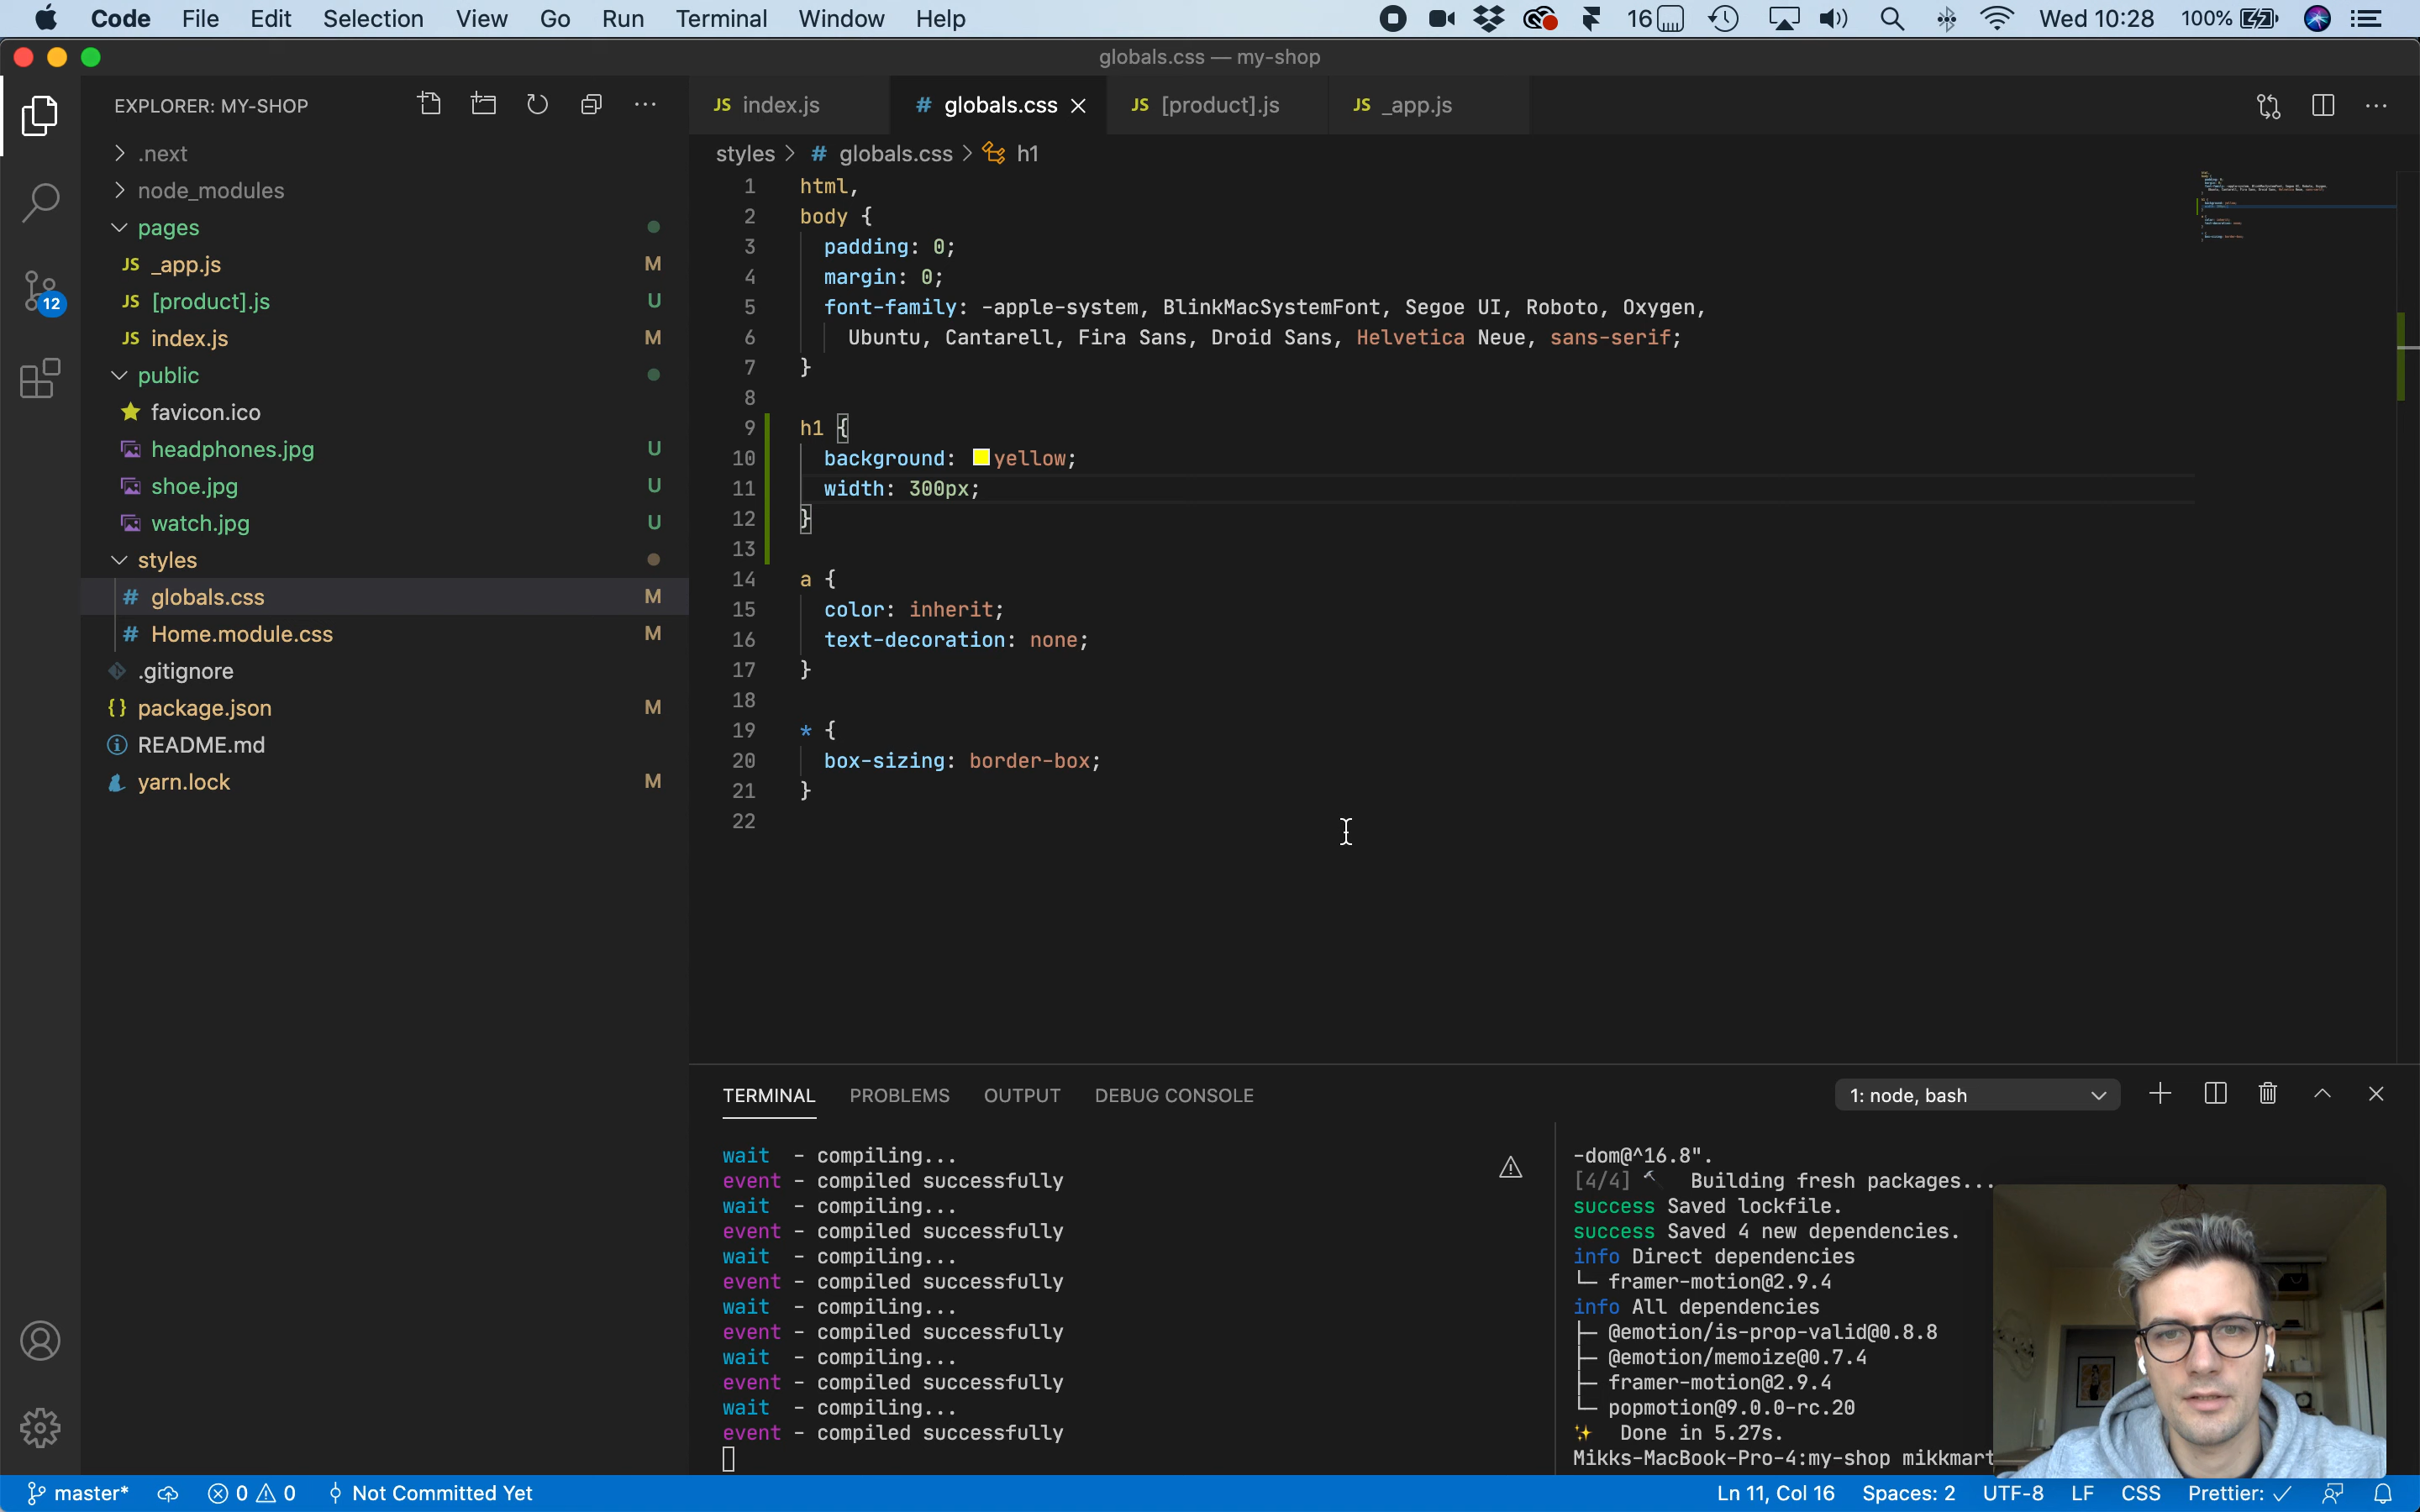 Code File Edit Selection View Go Run Terminal Window Help 16 Wed 10:28 100%
globals.css — my-shop
EXPLORER: MY-SHOP
.next
node_modules
pages
JS _app.js M
JS [product].js U
JS index.js M
public
favicon.ico
headphones.jpg U
shoe.jpg U
watch.jpg U
styles
# globals.css M
# Home.module.css M
.gitignore
{} package.json M
README.md
yarn.lock M
12
JS index.js # globals.css JS [product].js JS _app.js
styles > # globals.css > h1
1 html,
2 body {
3 padding: 0;
4 margin: 0;
5 font-family: -apple-system, BlinkMacSystemFont, Segoe UI, Roboto, Oxygen,
6 Ubuntu, Cantarell, Fira Sans, Droid Sans, Helvetica Neue, sans-serif;
7 }
8
9 h1 {
10 background: yellow;
11 width: 300px;
12 }
13
14 a {
15 color: inherit;
16 text-decoration: none;
17 }
18
19 * {
20 box-sizing: border-box;
21 }
22
TERMINAL PROBLEMS OUTPUT DEBUG CONSOLE 1: node, bash
wait - compiling...
event - compiled successfully
wait - compiling...
event - compiled successfully
wait - compiling...
event - compiled successfully
wait - compiling...
event - compiled successfully
wait - compiling...
event - compiled successfully
wait - compiling...
event - compiled successfully
-dom@^16.8".
[4/4] Building fresh packages...
success Saved lockfile.
success Saved 4 new dependencies.
info Direct dependencies
└─ framer-motion@2.9.4
info All dependencies
├─ @emotion/is-prop-valid@0.8.8
├─ @emotion/memoize@0.7.4
├─ framer-motion@2.9.4
└─ popmotion@9.0.0-rc.20
✨ Done in 5.27s.
Mikks-MacBook-Pro-4:my-shop mikkmart
master* 0 0 Not Committed Yet Ln 11, Col 16 Spaces: 2 UTF-8 LF CSS Prettier: ✓